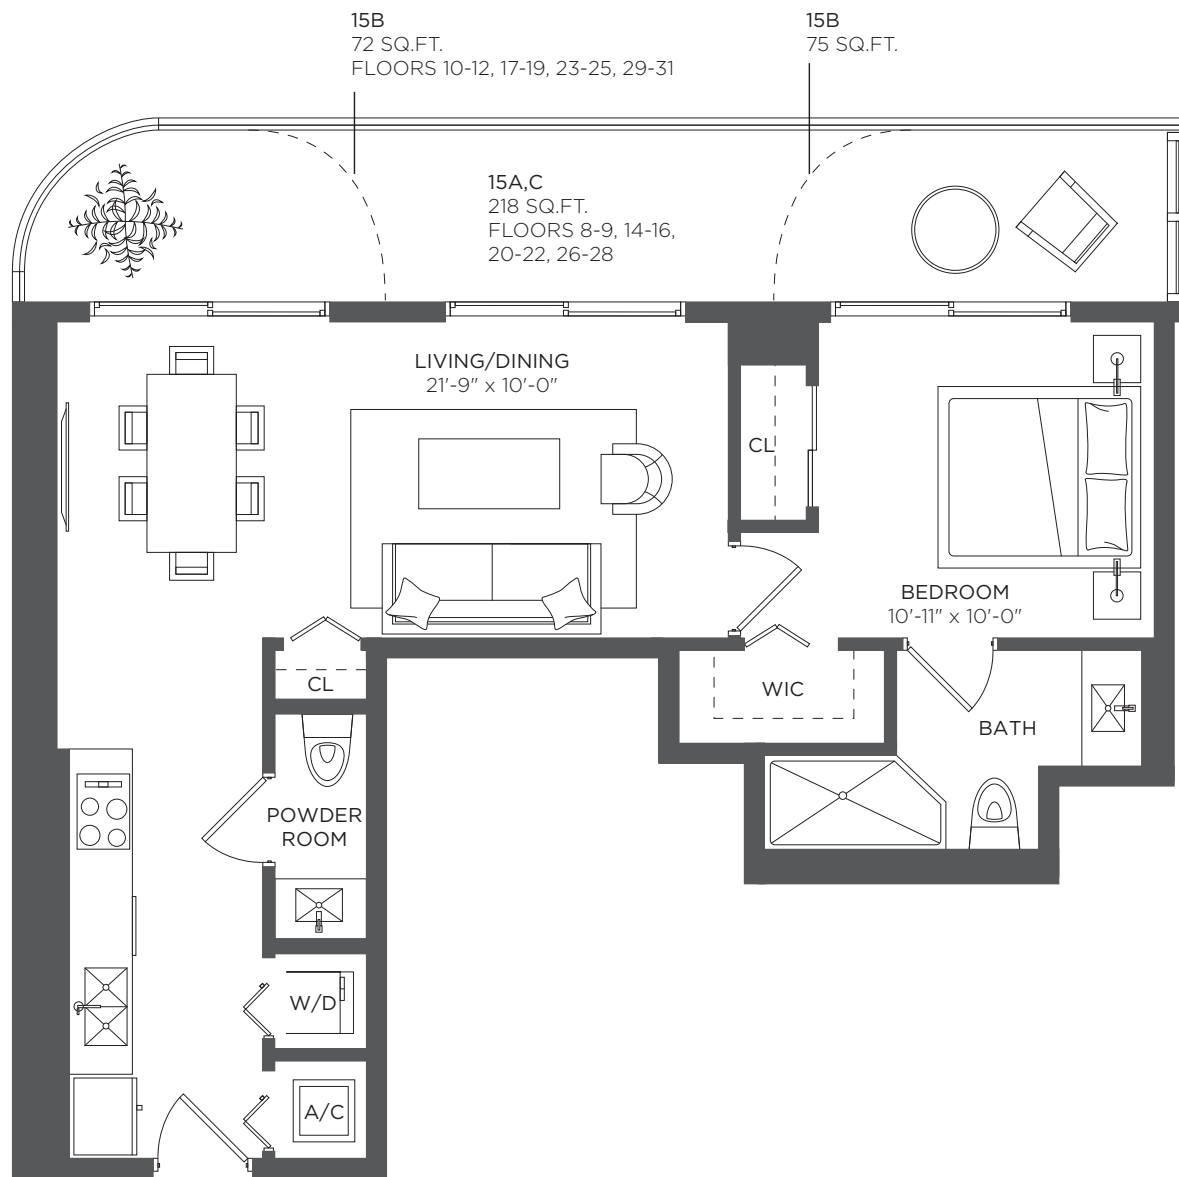 15B
72 SQ.FT.
FLOORS 10-12, 17-19, 23-25, 29-31
15B
75 SQ.FT.
15A,C
218 SQ.FT.
FLOORS 8-9, 14-16,
20-22, 26-28
LIVING/DINING
21'-9" x 10'-0"
CL
BEDROOM
10'-11" x 10'-0"
CL
WIC
BATH
POWDER
ROOM
W/D
A/C